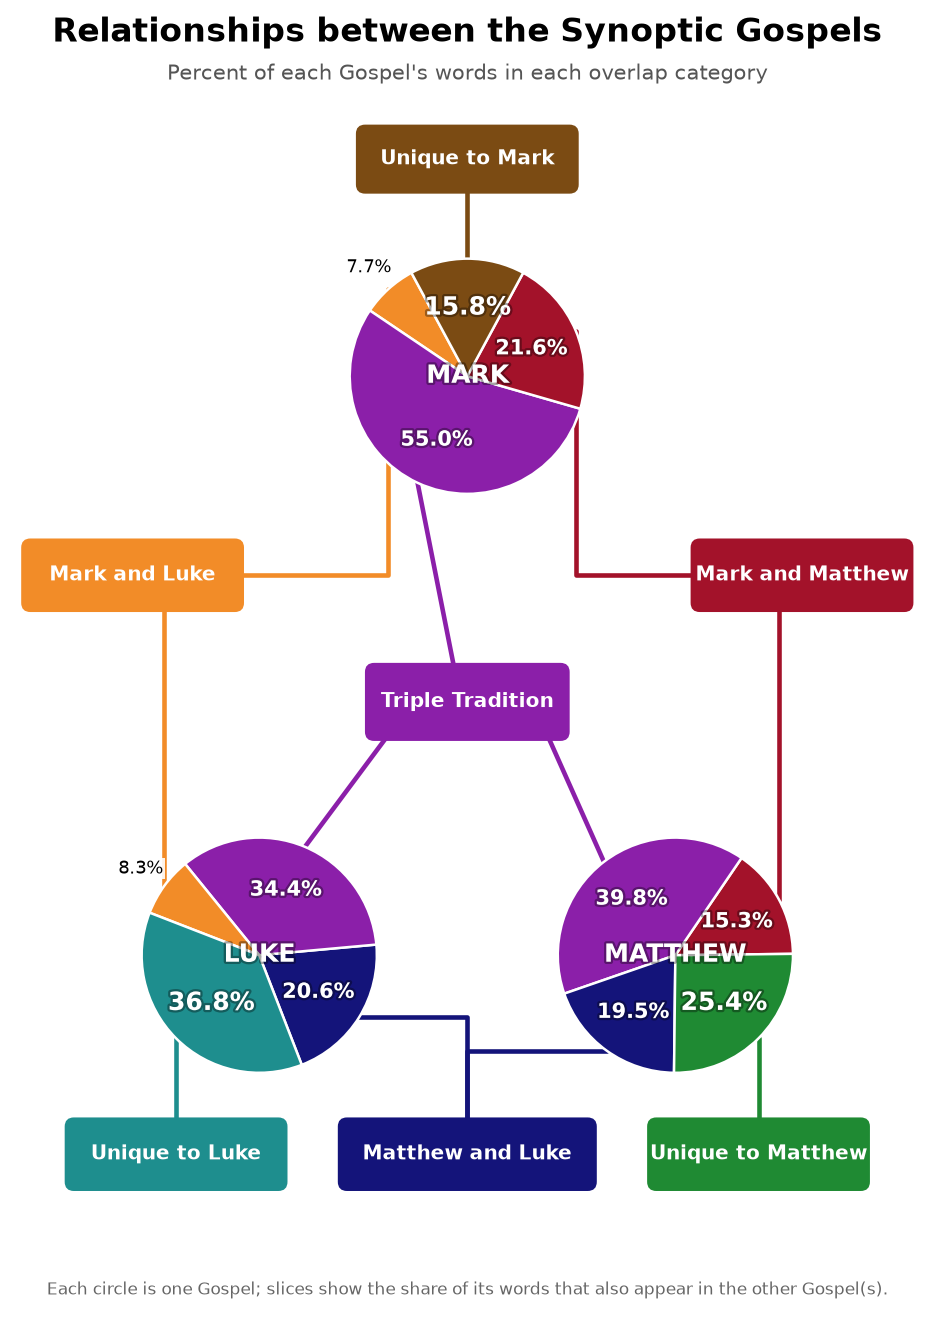 Relationships between the Synoptic Gospels
Percent of each Gospel's words in each overlap category
Unique to Mark
7.7%
15.8%
21.6%
MARK
55.0%
Mark and Luke
Mark and Matthew
Triple Tradition
8.3%
34.4%
LUKE
20.6%
36.8%
39.8%
15.3%
MATTHEW
19.5%
25.4%
Unique to Luke
Matthew and Luke
Unique to Matthew
Each circle is one Gospel; slices show the share of its words that also appear in the other Gospel(s).